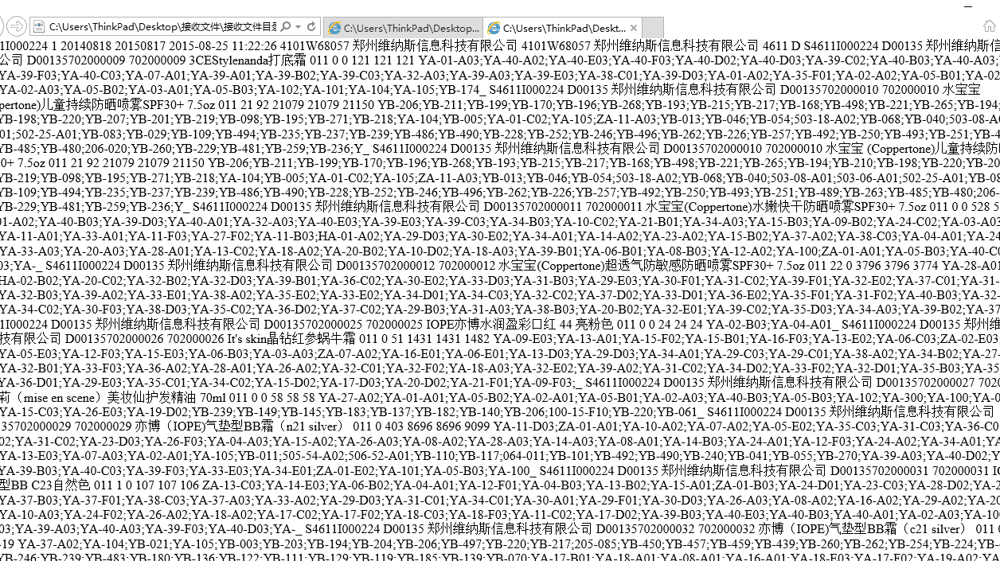 C:\Users\ThinkPad\Desktop\接收文件\接收文件目录
C:\Users\ThinkPad\Desktop...
C:\Users\ThinkPad\Deskt...
1I000224 1 20140818 20150817 2015-08-25 11:22:26 4101W68057 郑州维纳斯信息科技有限公司 4101W68057 郑州维纳斯信息科技有限公司 4611 D S4611I000224 D00135 郑州维纳斯信息科技有限
公司 D00135702000009 702000009 3CEStylenanda打底霜 011 0 0 121 121 121 YA-01-A03;YA-40-A02;YA-40-E03;YA-40-F03;YA-40-D02;YA-40-D03;YA-39-C02;YA-40-B03;YA-40-A03;
YA-39-F03;YA-40-C03;YA-07-A01;YA-39-A01;YA-39-B02;YA-39-C03;YA-32-A03;YA-39-A03;YA-39-E03;YA-38-C01;YA-39-D03;YA-01-A02;YA-35-F01;YA-02-A02;YA-05-B01;YA-02
YA-02-A03;YA-05-B02;YA-03-A01;YA-05-B03;YA-102;YA-101;YA-104;YA-105;YB-174_ S4611I000224 D00135 郑州维纳斯信息科技有限公司 D00135702000010 702000010 水宝宝
pertone)儿童持续防晒喷雾SPF30+ 7.5oz 011 21 92 21079 21079 21150 YB-206;YB-211;YB-199;YB-170;YB-196;YB-268;YB-193;YB-215;YB-217;YB-168;YB-498;YB-221;YB-265;YB-194;
YB-198;YB-220;YB-207;YB-201;YB-219;YB-098;YB-195;YB-271;YB-218;YA-104;YB-005;YA-01-C02;YA-105;ZA-11-A03;YB-013;YB-046;YB-054;503-18-A02;YB-068;YB-040;503-08-A
01;502-25-A01;YB-083;YB-029;YB-109;YB-494;YB-235;YB-237;YB-239;YB-486;YB-490;YB-228;YB-252;YB-246;YB-496;YB-262;YB-226;YB-257;YB-492;YB-250;YB-493;YB-251;YB-4
YB-485;YB-480;206-020;YB-260;YB-229;YB-481;YB-259;YB-236;Y_ S4611I000224 D00135 郑州维纳斯信息科技有限公司 D00135702000010 702000010 水宝宝 (Coppertone)儿童持续防晒喷
0+ 7.5oz 011 21 92 21079 21079 21150 YB-206;YB-211;YB-199;YB-170;YB-196;YB-268;YB-193;YB-215;YB-217;YB-168;YB-498;YB-221;YB-265;YB-194;YB-210;YB-198;YB-220;YB-20
YB-219;YB-098;YB-195;YB-271;YB-218;YA-104;YB-005;YA-01-C02;YA-105;ZA-11-A03;YB-013;YB-046;YB-054;503-18-A02;YB-068;YB-040;503-08-A01;503-06-A01;502-25-A01;YB-08
YB-109;YB-494;YB-235;YB-237;YB-239;YB-486;YB-490;YB-228;YB-252;YB-246;YB-496;YB-262;YB-226;YB-257;YB-492;YB-250;YB-493;YB-251;YB-489;YB-263;YB-485;YB-480;206-
YB-229;YB-481;YB-259;YB-236;Y_ S4611I000224 D00135 郑州维纳斯信息科技有限公司 D00135702000011 702000011 水宝宝(Coppertone)水嫩快干防晒喷雾SPF30+ 7.5oz 011 0 0 528 5
01-A02;YA-40-B03;YA-39-D03;YA-40-A01;YA-32-A03;YA-40-E03;YA-39-E03;YA-39-C03;YA-34-B03;YA-10-C02;YA-21-B01;YA-34-A03;YA-15-B03;YA-09-B02;YA-24-C02;YA-03-A03
YA-11-A01;YA-33-A01;YA-11-F03;YA-27-F02;YA-11-B03;HA-01-A02;YA-29-D03;YA-30-E02;YA-34-A01;YA-14-A02;YA-23-A02;YA-15-B02;YA-37-A02;YA-38-C03;YA-04-A01;YA-24
YA-33-A03;YA-20-A03;YA-28-A01;YA-13-C02;YA-18-A02;YA-20-B02;YA-10-D02;YA-18-A03;YA-39-B01;YA-06-B01;YA-08-B03;YA-12-A02;YA-100;ZA-01-A01;YA-05-B03;YA-40-C0
03;YA-_ S4611I000224 D00135 郑州维纳斯信息科技有限公司 D00135702000012 702000012 水宝宝(Coppertone)超透气防敏感防晒喷雾SPF30+ 7.5oz 011 22 0 3796 3796 3774 YA-28-A01
HA-02-B02;YA-20-C02;YA-32-B02;YA-32-D03;YA-39-B01;YA-36-C02;YA-30-E02;YA-33-D03;YA-31-B03;YA-29-E03;YA-30-F01;YA-31-C02;YA-39-F01;YA-32-E02;YA-37-C01;YA-31-
YA-32-B03;YA-39-A02;YA-33-E01;YA-38-A02;YA-35-E02;YA-33-E02;YA-34-D01;YA-34-C03;YA-32-C02;YA-37-D02;YA-33-D01;YA-36-E02;YA-35-F01;YA-31-F02;YA-40-B03;YA-32-
YA-34-C02;YA-30-F03;YA-38-D03;YA-35-C02;YA-36-D02;YA-37-C02;YA-29-B03;YA-31-A03;YA-38-B03;YA-20-B02;YA-32-E01;YA-39-C02;YA-35-D03;YA-34-A03;YA-39-B02;YA-37
1I000224 D00135 郑州维纳斯信息科技有限公司 D00135702000025 702000025 IOPE亦博水润盈彩口红 44 亮粉色 011 0 0 24 24 24 YA-02-B03;YA-04-A01_ S4611I000224 D00135 郑州维
技有限公司 D00135702000026 702000026 It's skin晶钻红参蜗牛霜 011 0 51 1431 1431 1482 YA-09-E03;YA-13-A01;YA-15-F02;YA-15-B01;YA-16-F03;YA-13-E02;YA-06-C03;ZA-02-E03
YA-05-E03;YA-12-F03;YA-15-E03;YA-06-B03;YA-03-A03;ZA-07-A02;YA-16-E01;YA-06-E01;YA-13-D03;YA-29-D03;YA-34-A01;YA-29-C03;YA-29-C01;YA-38-A02;YA-34-B02;YA-27-
YA-32-B01;YA-33-F03;YA-36-A02;YA-28-A01;YA-26-A02;YA-32-C01;YA-32-F02;YA-18-A03;YA-32-E02;YA-39-A02;YA-31-C02;YA-34-D02;YA-33-F02;YA-32-D01;YA-35-B03;YA-35
YA-36-D01;YA-29-E03;YA-35-E03;YA-34-C02;YA-15-D02;YA-17-D03;YA-20-D02;YA-21-F01;YA-09-F03;_ S4611I000224 D00135 郑州维纳斯信息科技有限公司 D00135702000027 7020
莉（mise en scene）美妆仙护发精油 70ml 011 0 0 58 58 58 YA-27-A02;YA-01-A01;YA-05-B02;YA-02-A01;YA-05-B01;YA-02-A03;YA-40-B03;YA-05-B03;YA-102;YA-300;YA-100;YA-0
YA-15-C03;YA-26-E03;YA-19-D02;YB-239;YB-149;YB-145;YB-183;YB-137;YB-182;YB-140;YB-206;100-15-F10;YB-220;YB-061_ S4611I000224 D00135 郑州维纳斯信息科技有限公司
35702000029 702000029 亦博（IOPE)气垫型BB霜（n21 silver） 011 0 403 8696 8696 9099 YA-11-D03;ZA-01-A01;YA-10-A02;YA-07-A02;YA-05-E02;YA-35-C03;YA-31-C03;YA-36-C0
02;YA-31-C02;YA-23-D03;YA-26-F03;YA-04-A03;YA-15-A02;YA-26-A03;YA-08-A02;YA-28-A03;YA-14-A03;YA-08-A01;YA-14-B03;YA-24-A01;YA-12-F03;YA-24-A02;YA-34-A01;YA
YA-13-E03;YA-07-A03;YA-02-A01;YA-105;YB-011;505-54-A02;506-52-A01;YB-110;YB-117;064-011;YB-101;YB-492;YB-490;YB-240;YB-041;YB-055;YB-270;YA-39-A03;YA-40-D02;Y
YA-39-B03;YA-40-C03;YA-39-F03;YA-33-E03;YA-34-E01;ZA-01-E02;YA-101;YA-05-B03;YA-100_ S4611I000224 D00135 郑州维纳斯信息科技有限公司 D00135702000031 702000031 IO
型BB C23自然色 011 1 0 107 107 106 ZA-13-C03;YA-14-E03;YA-06-B02;YA-04-A01;YA-12-F01;YA-04-B03;YA-13-B02;YA-15-A01;ZA-01-B03;YA-24-D01;YA-23-C03;YA-28-D02;YA-2
YA-37-B03;YA-37-F01;YA-38-C03;YA-37-A03;YA-33-A02;YA-29-D03;YA-31-C01;YA-34-C01;YA-30-A01;YA-29-F01;YA-30-D03;YA-26-A03;YA-08-A02;YA-16-A02;YA-29-A02;YA-20
YA-10-A03;YA-24-F02;YA-26-A02;YA-18-A02;YA-17-C02;YA-17-F02;YA-18-C03;YA-18-F03;YA-11-C02;YA-17-D02;YA-39-B03;YA-40-E03;YA-40-B03;YA-40-A01;YA-02-A03;YA-100
03;YA-39-A03;YA-40-A03;YA-39-F03;YA-40-D03;YA-_ S4611I000224 D00135 郑州维纳斯信息科技有限公司 D00135702000032 702000032 亦博（IOPE)气垫型BB霜（c21 silver） 011 0
-19 YA-37-A02;YA-104;YB-021;YA-105;YB-003;YB-203;YB-194;YB-204;YB-206;YB-497;YB-220;YB-217;205-085;YB-450;YB-457;YB-459;YB-439;YB-260;YB-262;YB-254;YB-224;YB-
YB-246;YB-239;YB-483;YB-180;YB-136;YB-122;YB-111;YB-129;YB-119;YB-185;YB-139;YB-070;YA-17-B01;YA-18-A01;YA-08-A01;YA-16-A01;YA-18-E03;YA-17-F02;YA-19-A02;YA